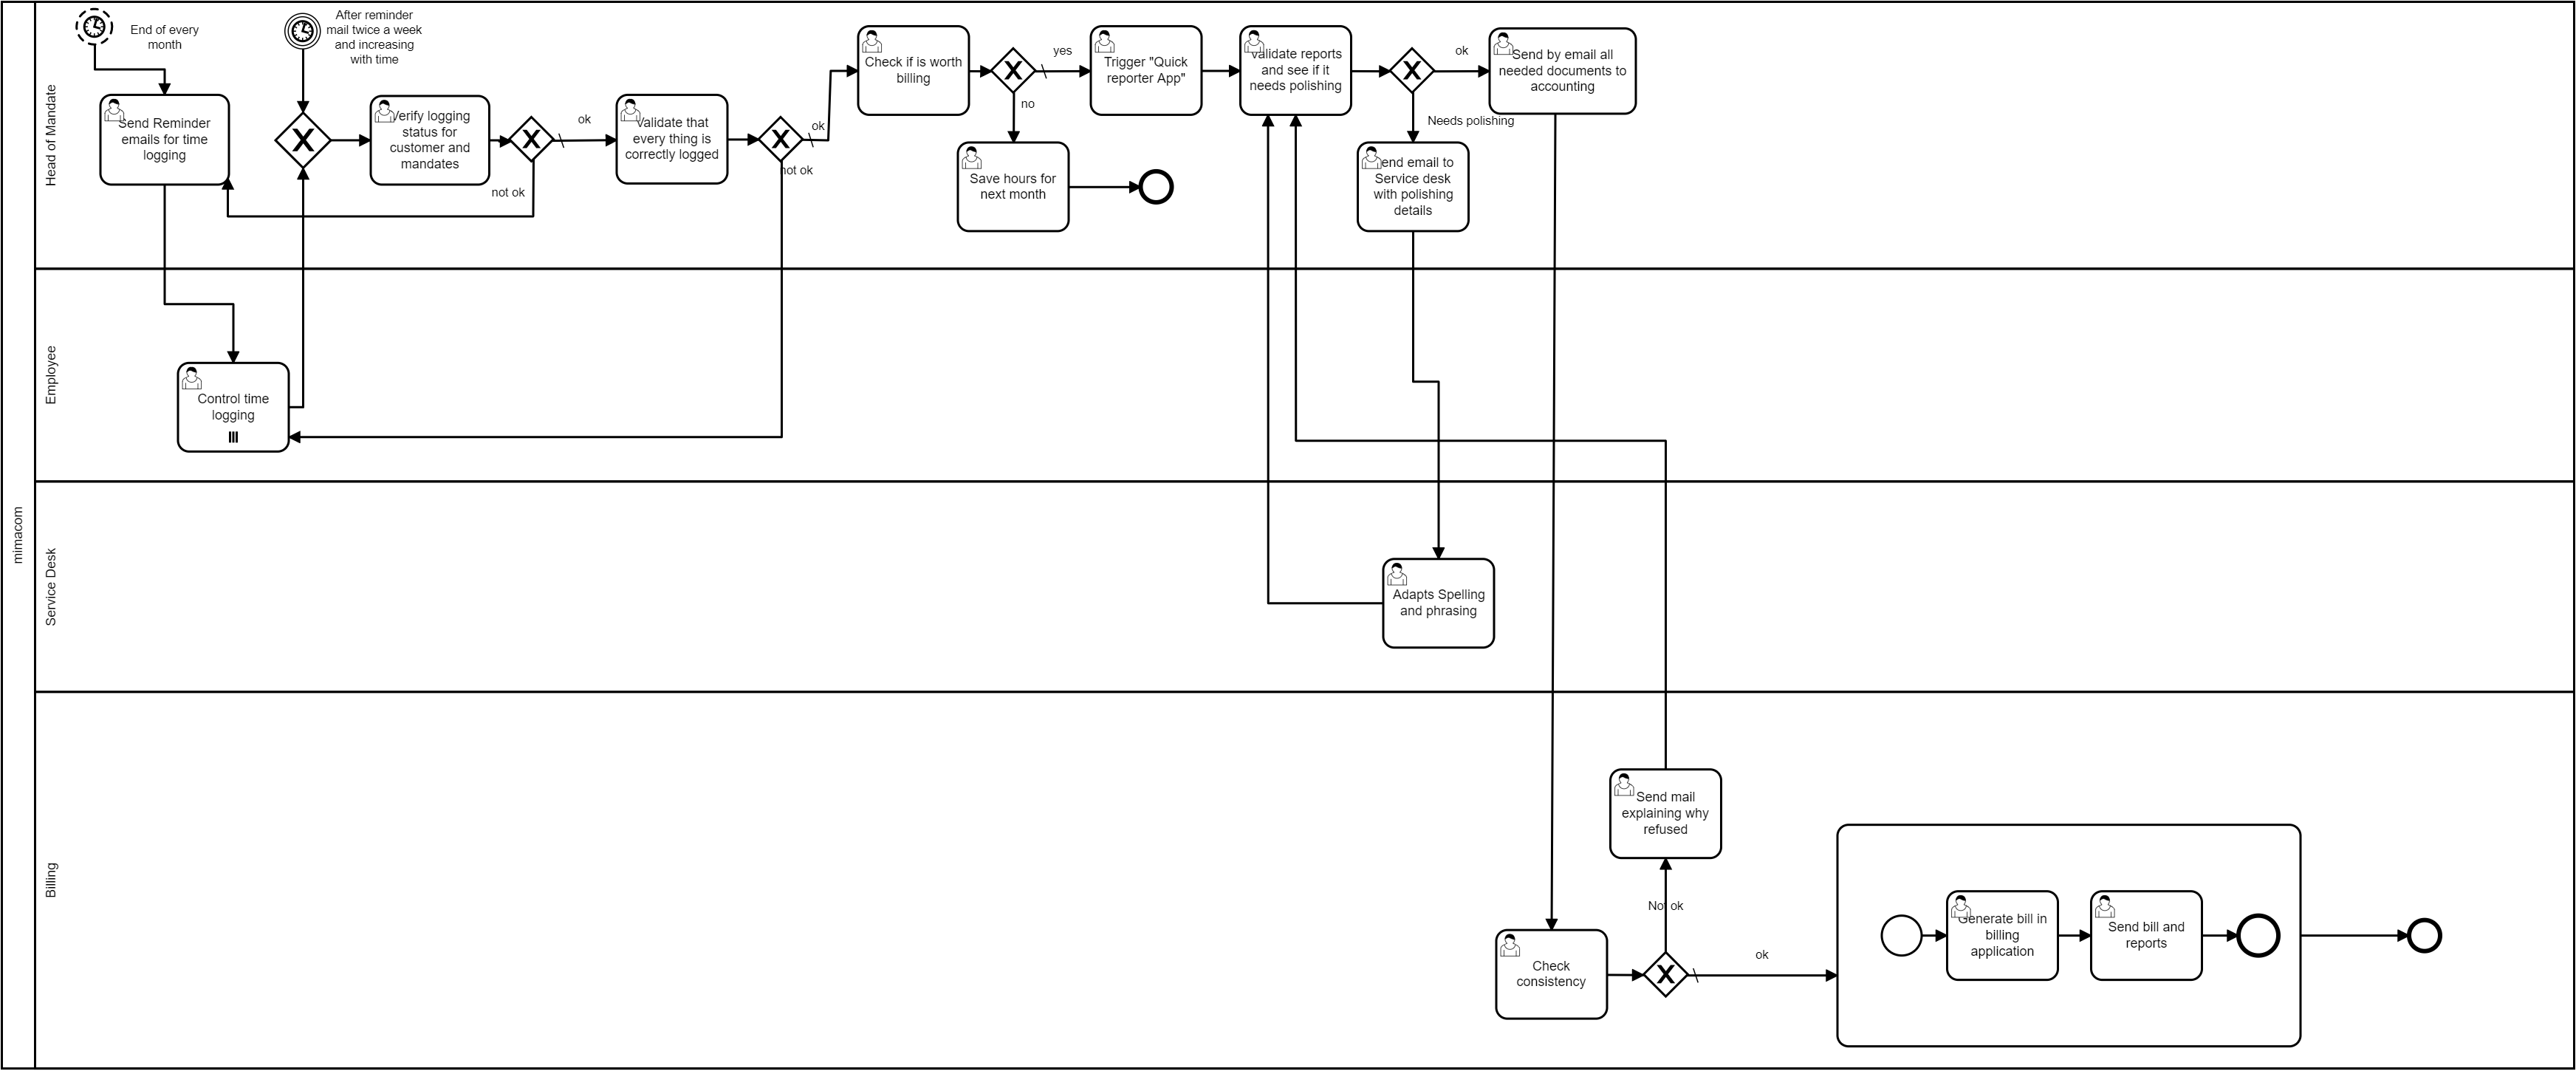 mimacom
Head of Mandate
End of every
month
After reminder
mail twice a week
and increasing
with time
Send Reminder
emails for time
logging
Verify logging
status for
customer and
mandates
not ok
ok
Validate that
every thing is
correctly logged
ok
not ok
Check if is worth
billing
yes
no
Save hours for
next month
Trigger "Quick
reporter App"
validate reports
and see if it
needs polishing
ok
Needs polishing
Send by email all
needed documents to
accounting
Send email to
Service desk
with polishing
details
Employee
Control time
logging
Service Desk
Adapts Spelling
and phrasing
Billing
Send mail
explaining why
refused
Not ok
Check
consistency
ok
Generate bill in
billing
application
Send bill and
reports